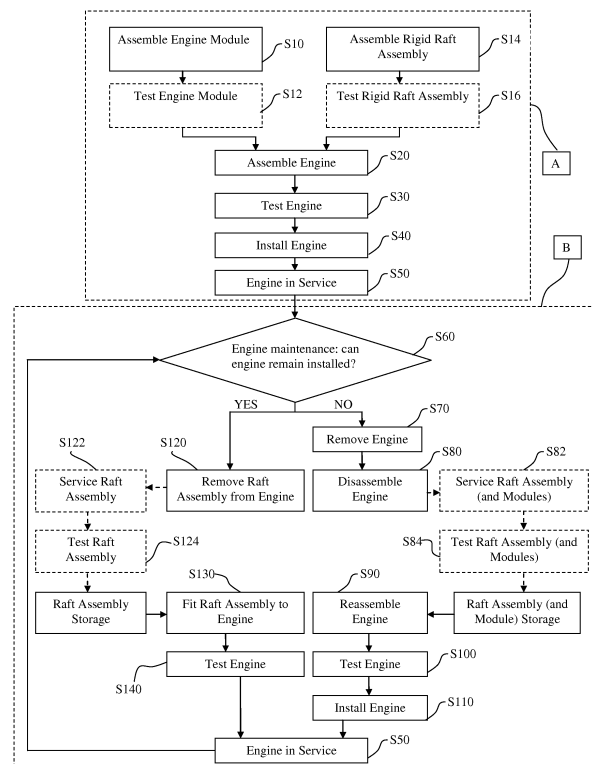 Assemble Engine Module
S10
Assemble Rigid Raft
Assembly
S14
Test Engine Module
S12
Test Rigid Raft Assembly
S16
A
Assemble Engine
S20
Test Engine
S30
Install Engine
S40
B
Engine in Service
S50
Engine maintenance: can
engine remain installed?
S60
YES
NO
S70
Remove Engine
S122
S120
S80
S82
Service Raft
Assembly
Remove Raft
Assembly from Engine
Disassemble
Engine
Service Raft Assembly
(and Modules)
Test Raft
Assembly
S124
S84
Test Raft Assembly (and
Modules)
S130
S90
Raft Assembly
Storage
Fit Raft Assembly to
Engine
Reassemble
Engine
Raft Assembly (and
Module) Storage
Test Engine
S140
Test Engine
S100
Install Engine
S110
Engine in Service
S50